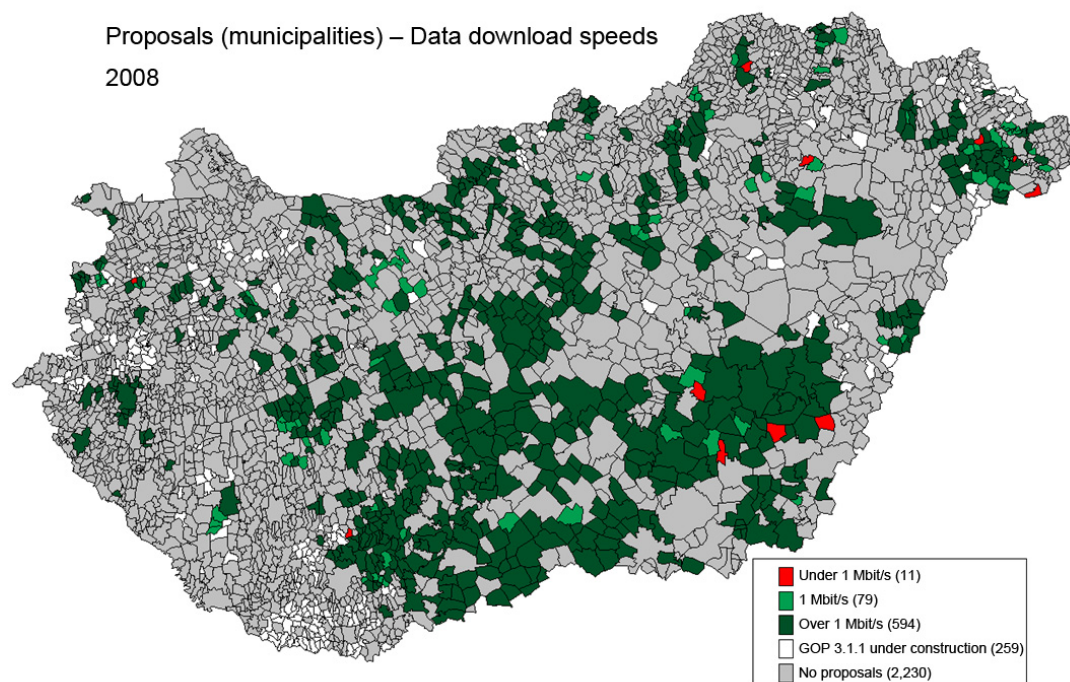 Proposals (municipalities) – Data download speeds
2008
Under 1 Mbit/s (11)
1 Mbit/s (79)
Over 1 Mbit/s (594)
GOP 3.1.1 under construction (259)
No proposals (2,230)